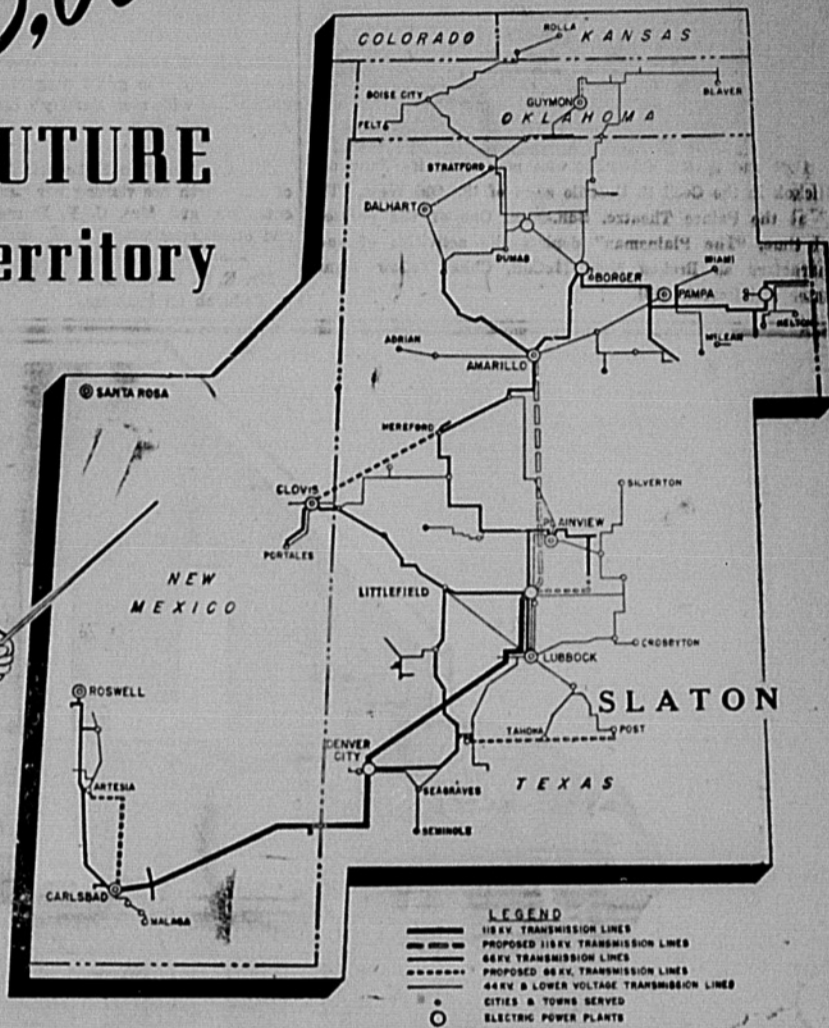 UTURE
erritory
COLORADO
ROLLA
KANSAS
BOISE CITY
GUYMON
BEAVER
FELT
OKLAHOMA
STRATFORD
DALHART
DUMAS
BORGER
MIAMI
PAMPA
ADRIAN
McLEAN
AMARILLO
SANTA ROSA
HEREFORD
CLOVIS
SILVERTON
PLAINVIEW
PORTALES
NEW
MEXICO
LITTLEFIELD
CROSBYTON
LUBBOCK
ROSWELL
SLATON
TAHOKA
POST
DENVER
CITY
ARTESIA
SEAGRAVES
TEXAS
SEMINOLE
CARLSBAD
MALAGA
LEGEND
115 KV. TRANSMISSION LINES
PROPOSED 115 KV. TRANSMISSION LINES
66 KV. TRANSMISSION LINES
PROPOSED 66 KV. TRANSMISSION LINES
44 KV. & LOWER VOLTAGE TRANSMISSION LINES
CITIES & TOWNS SERVED
ELECTRIC POWER PLANTS